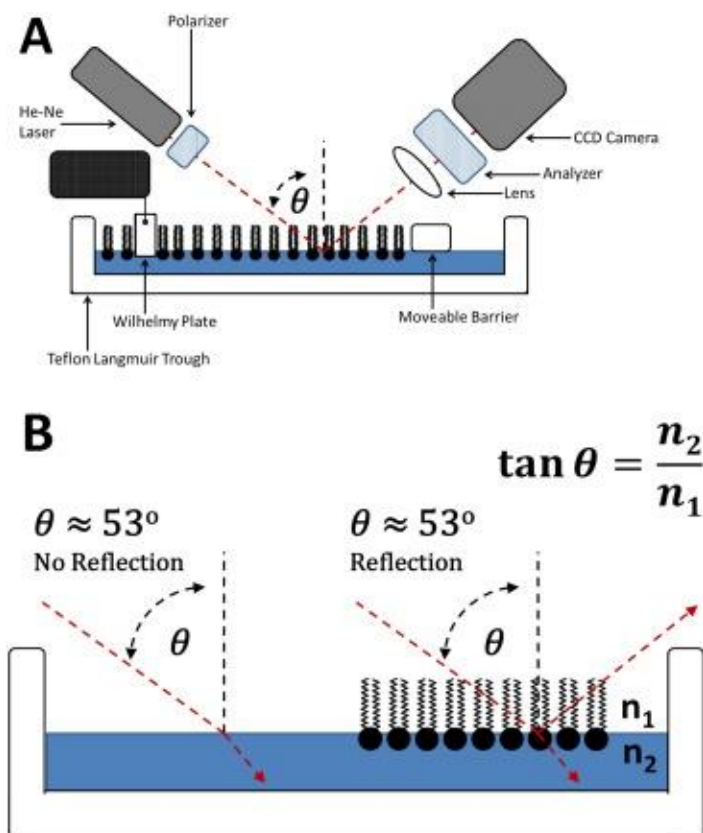 A
Polarizer
He-Ne
Laser
θ
CCD Camera
Analyzer
Lens
Wilhelmy Plate
Moveable Barrier
Teflon Langmuir Trough
B
tan θ = n₂/n₁
θ ≈ 53°
No Reflection
θ ≈ 53°
Reflection
θ
θ
n₁
n₂